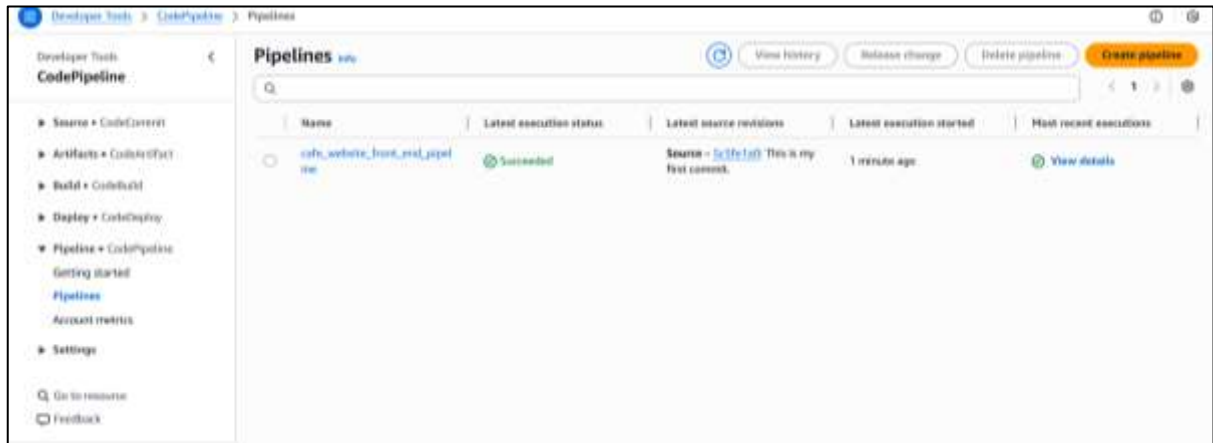 Developer Tools > CodePipeline > Pipelines
Developer Tools
CodePipeline
Source • CodeCommit
Artifacts • CodeArtifact
Build • CodeBuild
Deploy • CodeDeploy
Pipeline • CodePipeline
Getting started
Pipelines
Account metrics
Settings
Go to resource
Feedback
Pipelines Info
View history
Release change
Delete pipeline
Create pipeline
1
Name
Latest execution status
Latest source revisions
Latest execution started
Most recent executions
cafe_website_front_end_pipel
ine
Succeeded
Source – This is my
first commit.
1 minute ago
View details